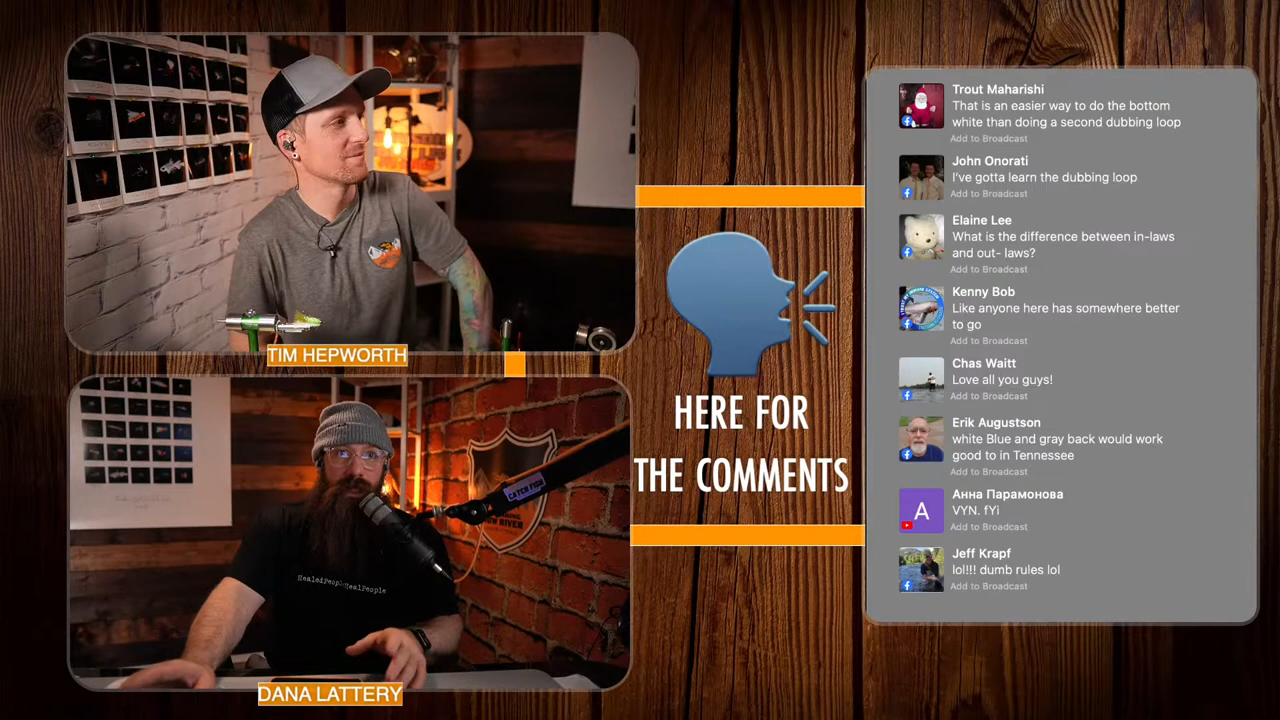 TIM HEPWORTH
DANA LATTERY
CATCH FISH
HealedPeopleHealPeople
HERE FOR
THE COMMENTS
Trout Maharishi
That is an easier way to do the bottom
white than doing a second dubbing loop
Add to Broadcast
John Onorati
I've gotta learn the dubbing loop
Add to Broadcast
Elaine Lee
What is the difference between in-laws
and out- laws?
Add to Broadcast
Kenny Bob
Like anyone here has somewhere better
to go
Add to Broadcast
Chas Waitt
Love all you guys!
Add to Broadcast
Erik Augustson
white Blue and gray back would work
good to in Tennessee
Add to Broadcast
A
Анна Парамонова
VYN. fYi
Add to Broadcast
Jeff Krapf
lol!!! dumb rules lol
Add to Broadcast